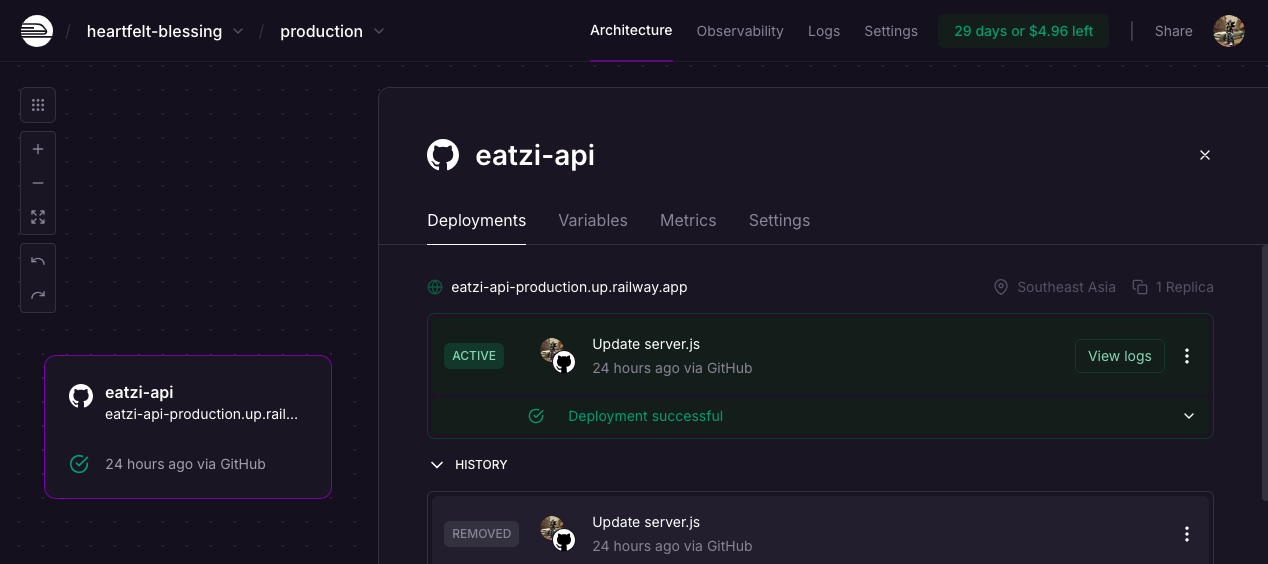 / heartfelt-blessing / production Architecture Observability Logs Settings 29 days or $4.96 left Share
eatzi-api
Deployments Variables Metrics Settings
eatzi-api-production.up.railway.app Southeast Asia 1 Replica
ACTIVE Update server.js
24 hours ago via GitHub
View logs
Deployment successful
HISTORY
REMOVED Update server.js
24 hours ago via GitHub
eatzi-api
eatzi-api-production.up.rail...
24 hours ago via GitHub